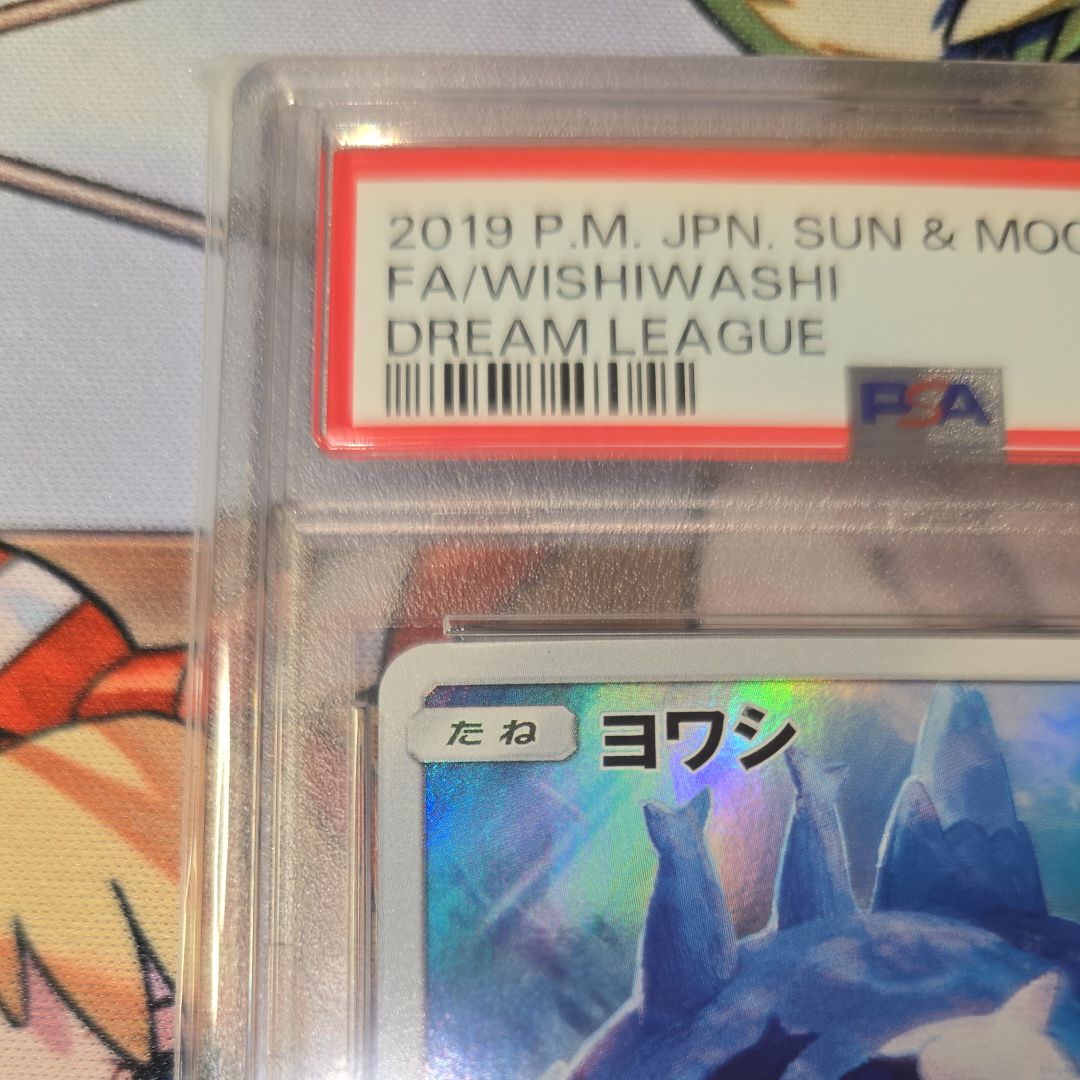 2019 P.M. JPN. SUN & MOO
FA/WISHIWASHI
DREAM LEAGUE
PSA
たね ヨワシ